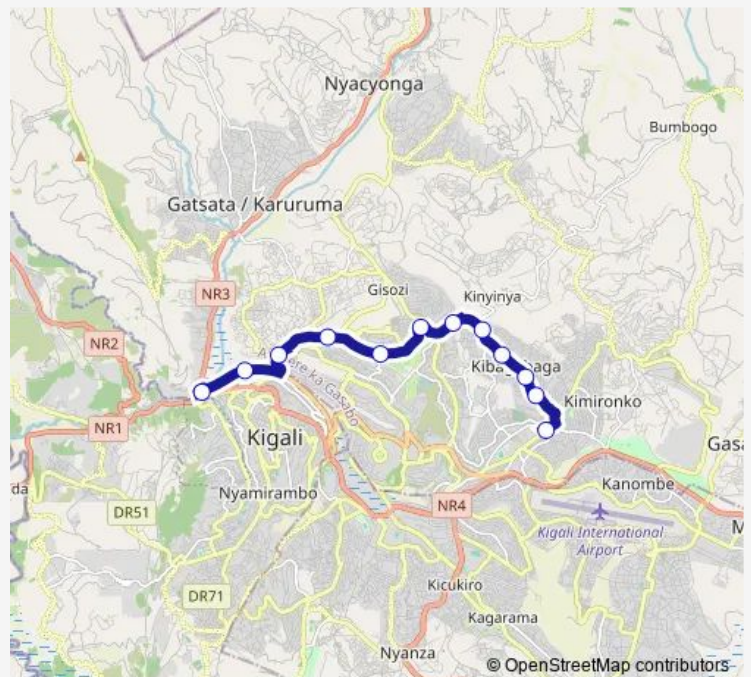 Nyacyonga
Bumbogo
Gatsata / Karuruma
NR3
Gisozi
Kinyinya
NR2
Kimironko
NR1
Kigali
Gasa
Kanombe
Nyamirambo
DR51
NR4
Kigali International
Airport
M
Kicukiro
DR71
Kagarama
Nyanza
© OpenStreetMap contributors